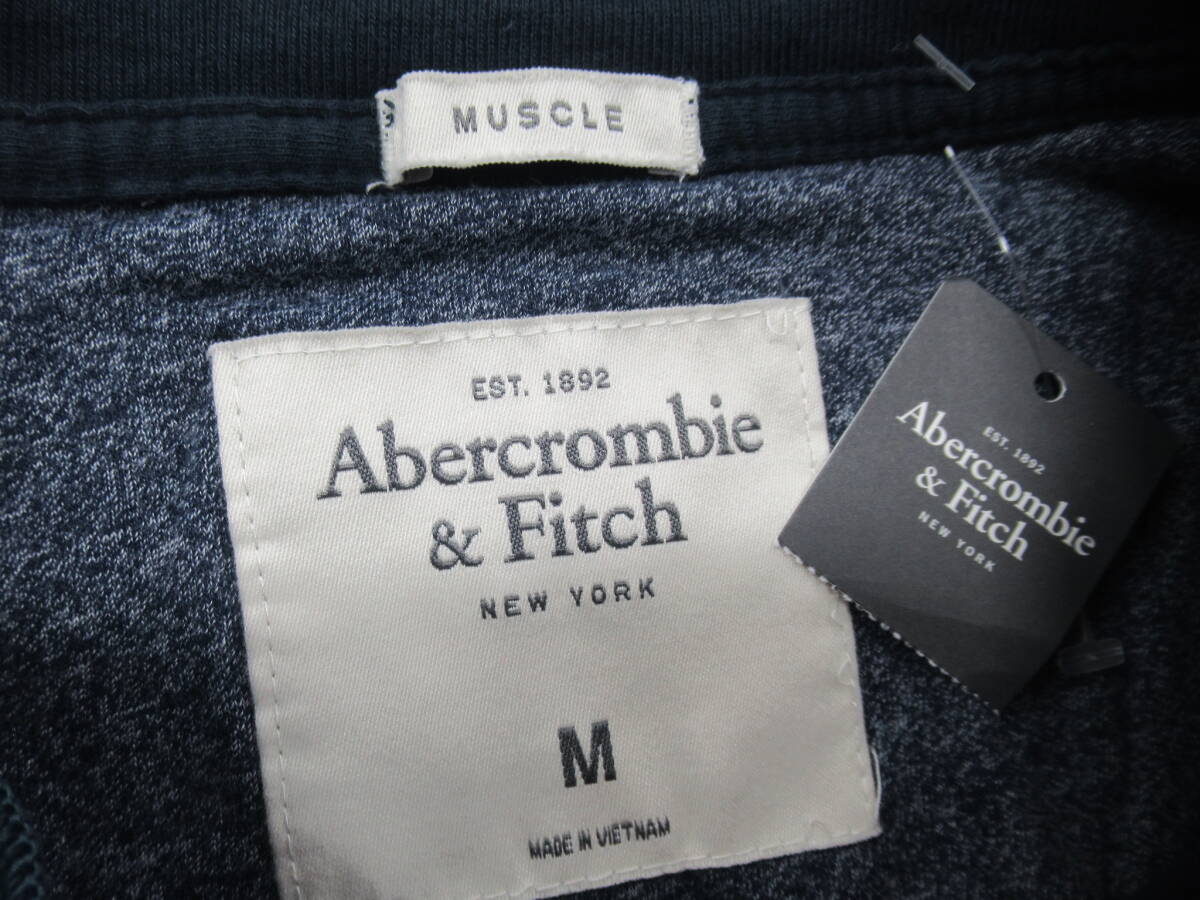 MUSCLE
EST. 1892
Abercrombie
& Fitch
NEW YORK
M
MADE IN VIETNAM
EST. 1892
Abercrombie
& Fitch
NEW YORK